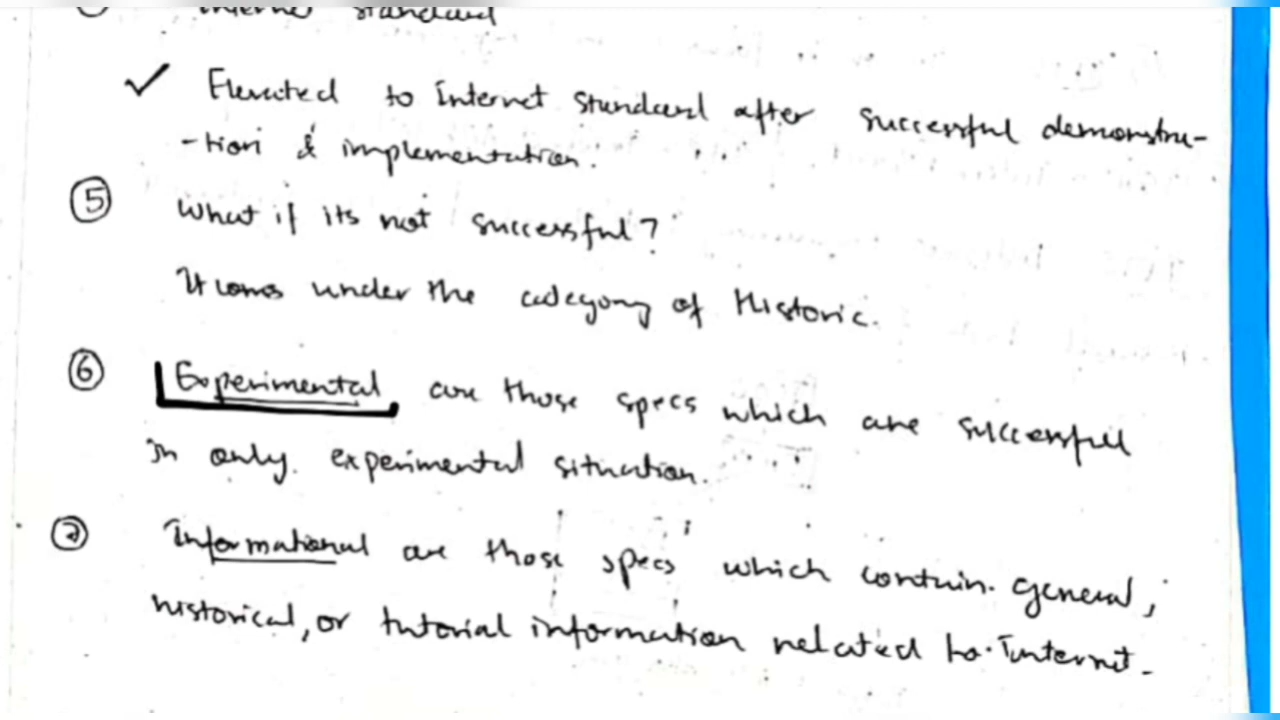 Internet standard
✓ Elevated to Internet Standard after successful demonstra-
-tion & implementation.
⑤ What if its not successful?
It comes under the category of Historic.
⑥ Experimental are those specs which are successful
in only experimental situation.
⑦ Informational are those specs which contain general,
historical, or tutorial information related to Internet.